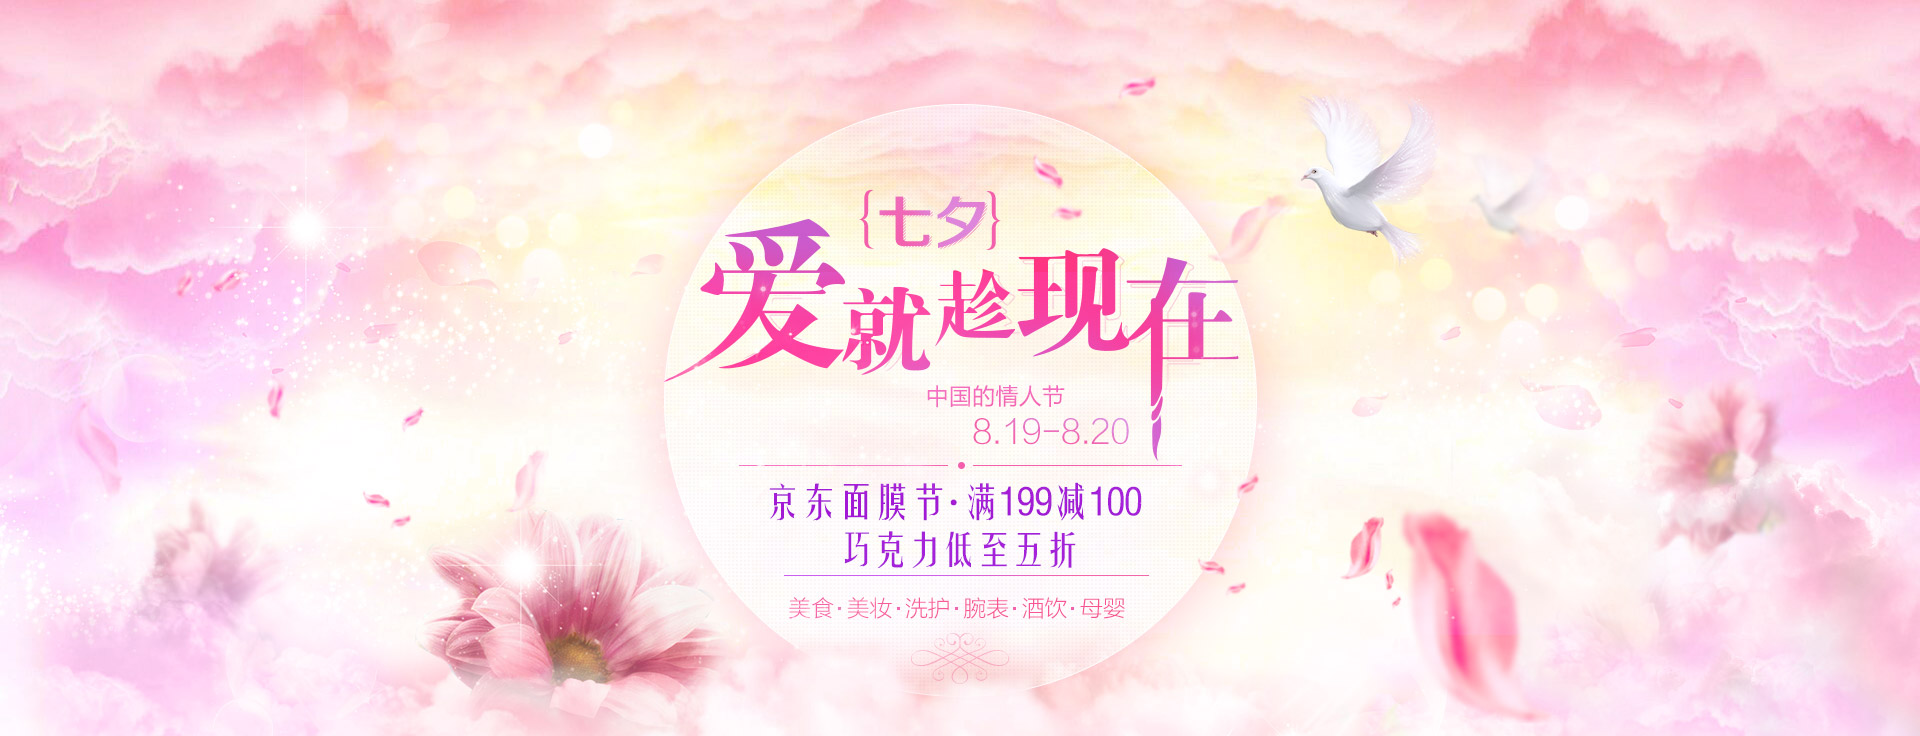 {七夕}
爱就趁现在
中国的情人节
8.19-8.20
京东面膜节·满199减100
巧克力低至五折
美食·美妆·洗护·腕表·酒饮·母婴